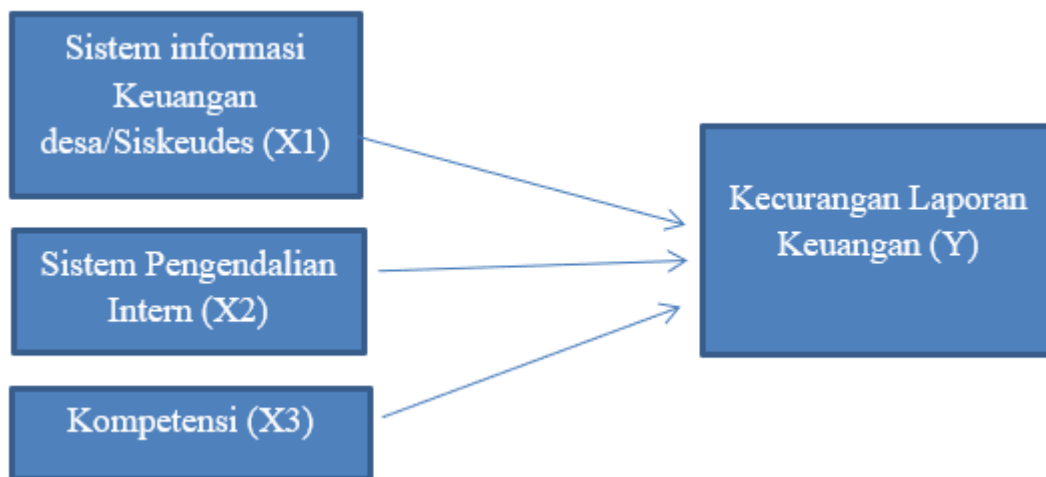 Sistem informasi
Keuangan
desa/Siskeudes (X1)
Sistem Pengendalian
Intern (X2)
Kompetensi (X3)
Kecurangan Laporan
Keuangan (Y)